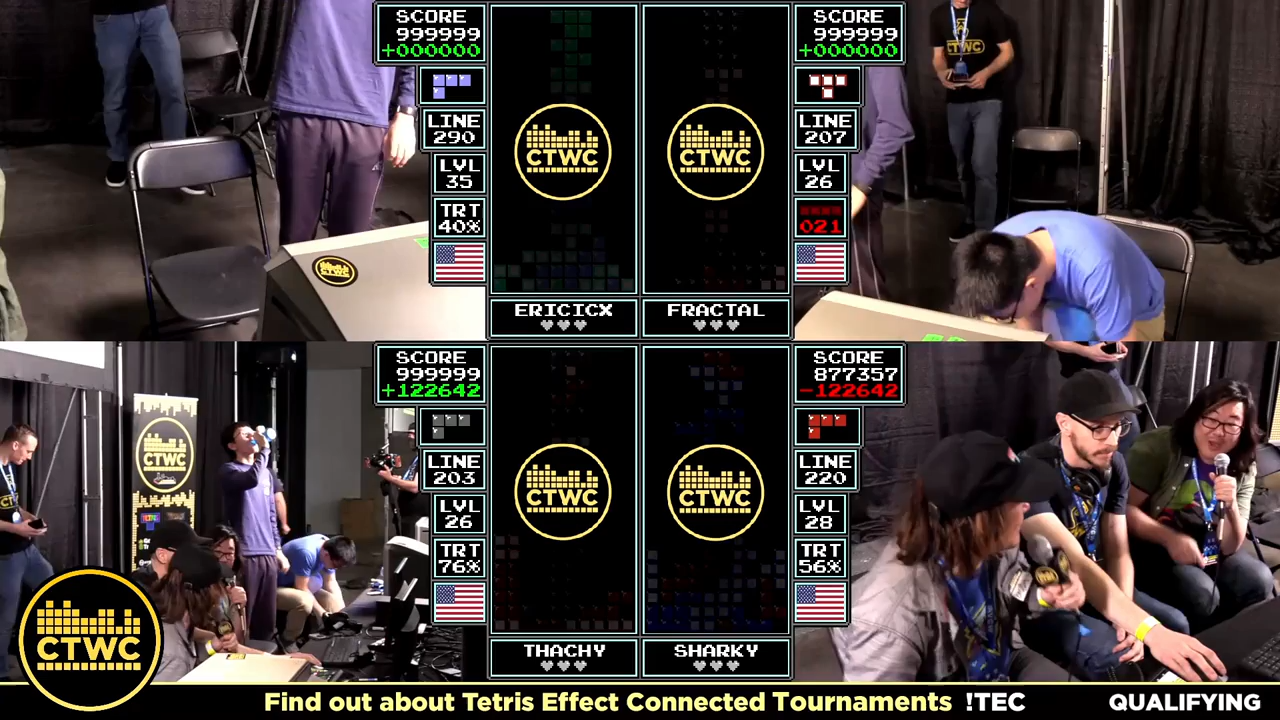 SCORE
999999
+000000
LINE
290
LVL
35
TRT
40%
CTWC
ERICICX
SCORE
999999
+000000
LINE
207
LVL
26
021
CTWC
FRACTAL
CTWC
SCORE
999999
+122642
LINE
203
LVL
26
TRT
76%
CTWC
THACHY
SCORE
877357
-122642
LINE
220
LVL
28
TRT
56%
CTWC
SHARKY
CTWC
CTWC
Find out about Tetris Effect Connected Tournaments !TEC
QUALIFYING